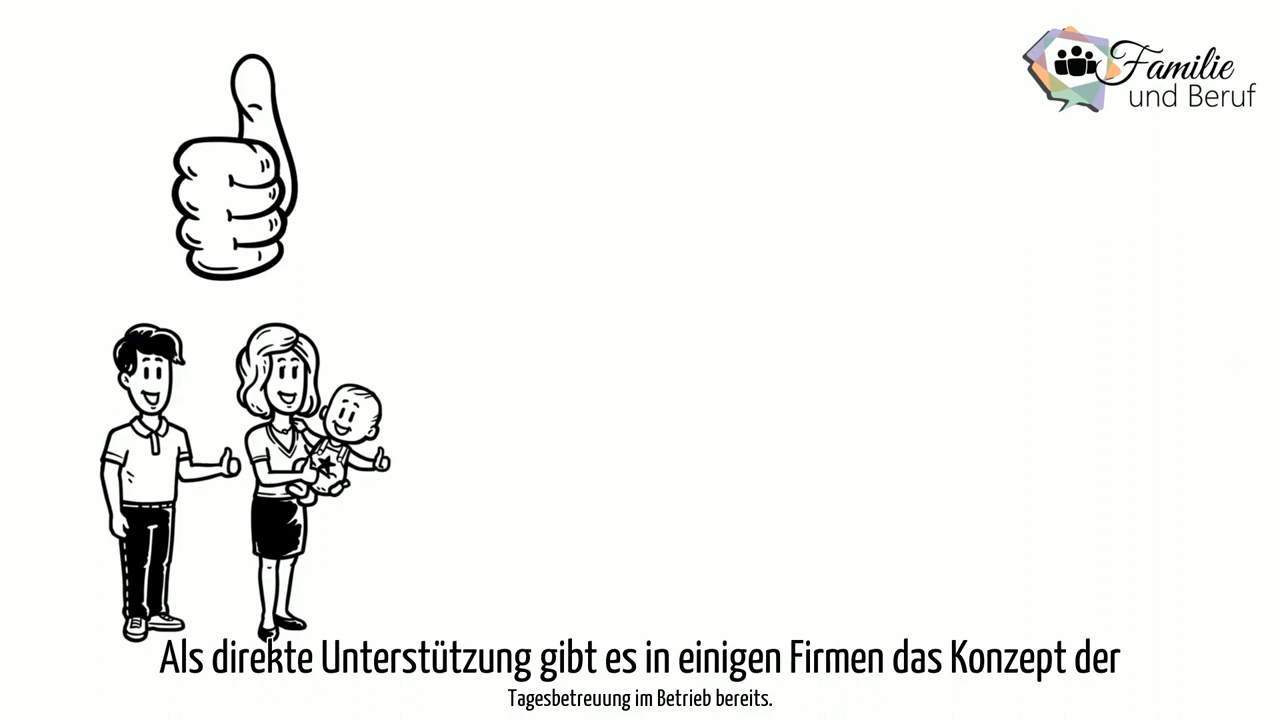 Familie
und Beruf
Als direkte Unterstützung gibt es in einigen Firmen das Konzept der
Tagesbetreuung im Betrieb bereits.